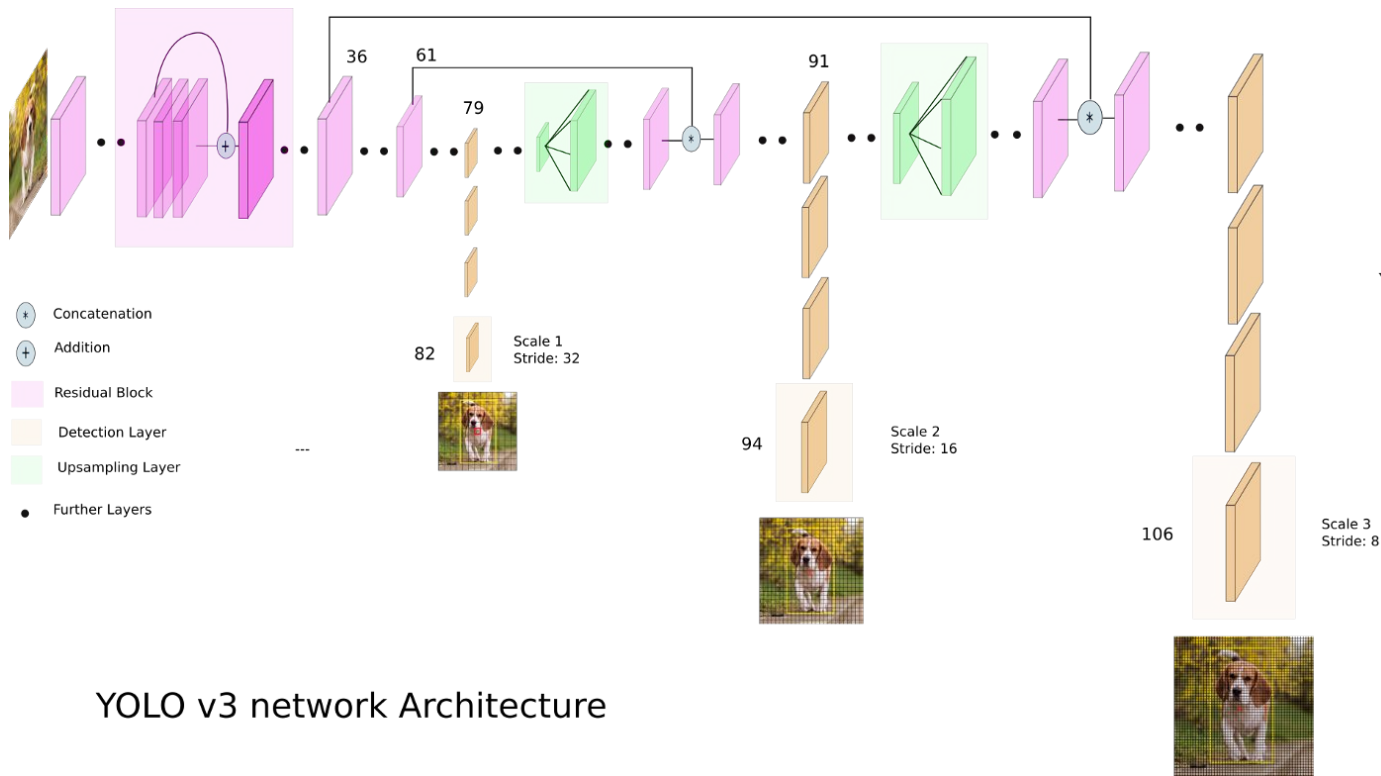 36
61
91
79
+
*
*
Concatenation
*
Addition
+
82
Scale 1
Stride: 32
Residual Block
Detection Layer
Upsampling Layer
---
Further Layers
94
Scale 2
Stride: 16
106
Scale 3
Stride: 8
YOLO v3 network Architecture